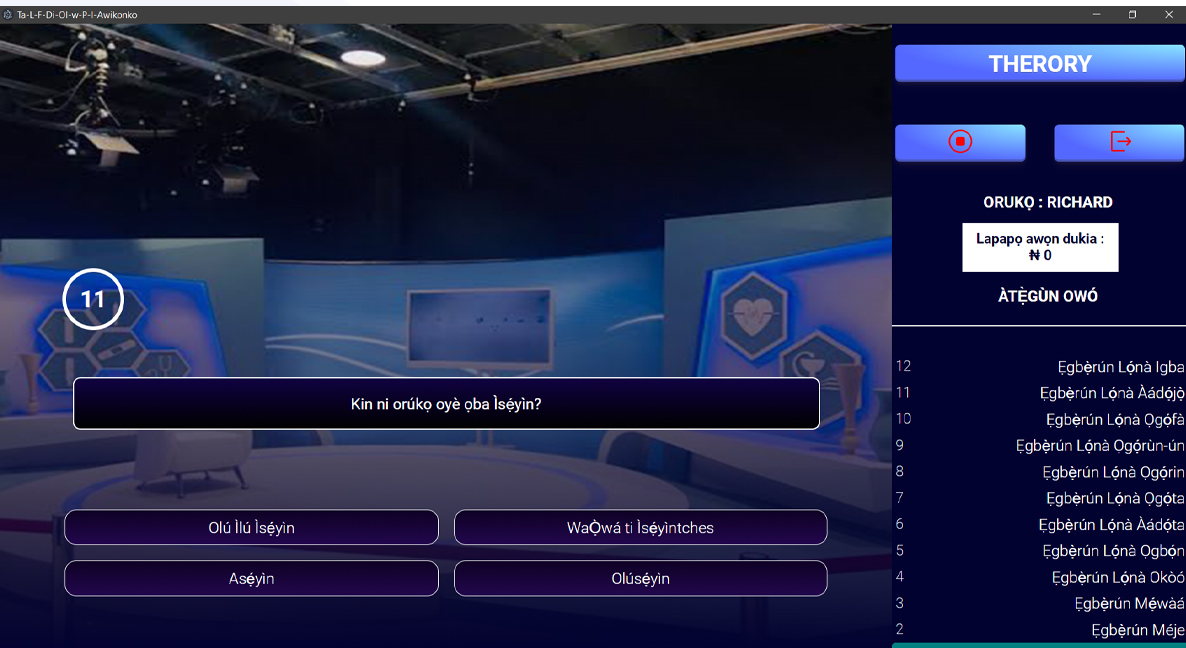 Ta-L-F-Di-Ol-w-P-I-Awikonko
THERORY
ORUKỌ : RICHARD
Lapapọ awọn dukia :
₦ 0
ÀTẸ̀GÙN OWÓ
11
Kin ni orúkọ oyè ọba Ìsẹ́yìn?
Olú Ìlú Ìsẹ́yìn
WaỌ̀wá ti Ìsẹ́yìntches
Asẹ́yìn
Olúsẹ́yìn
12 Ẹgbẹ̀rún Lọ́nà Igba
11 Ẹgbẹ̀rún Lọ́nà Àádọ́jọ̀
10 Ẹgbẹ̀rún Lọ́nà Ọgọ́fà
9 Ẹgbẹ̀rún Lọ́nà Ogọ́rùn-ún
8 Ẹgbẹ̀rún Lọ́nà Ọgọ́rin
7 Ẹgbẹ̀rún Lọ́nà Ọgọ́ta
6 Ẹgbẹ̀rún Lọ́nà Àádọ́ta
5 Ẹgbẹ̀rún Lọ́nà Ọgbọ́n
4 Ẹgbẹ̀rún Lọ́nà Okòó
3 Ẹgbẹ̀rún Mẹ́wàá
2 Ẹgbẹ̀rún Méje